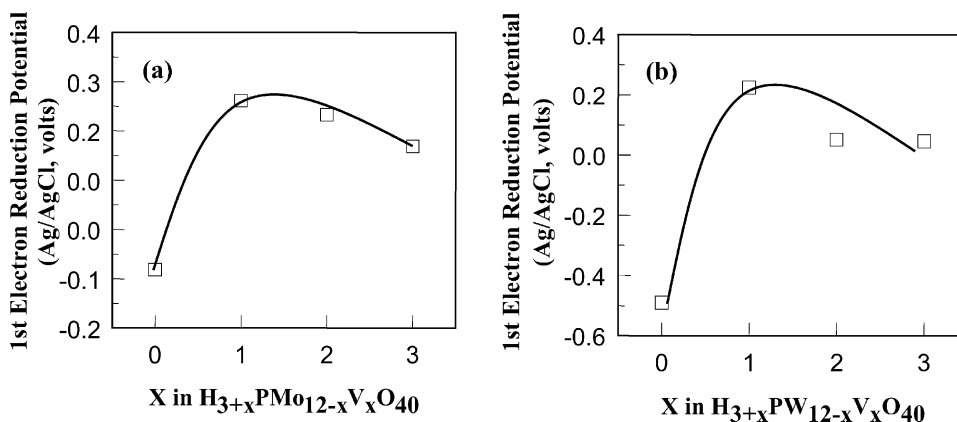 1st Electron Reduction Potential
(Ag/AgCl, volts)
(a)
0.4
0.3
0.2
0.0
-0.0
-0.1
-0.2
0 1 2 3
X in H₃₊ₓPMo₁₂₋ₓVₓO₄₀
1st Electron Reduction Potential
(Ag/AgCl, volts)
(b)
0.4
0.2
0.0
-0.2
-0.4
-0.6
0 1 2 3
X in H₃₊ₓPW₁₂₋ₓVₓO₄₀